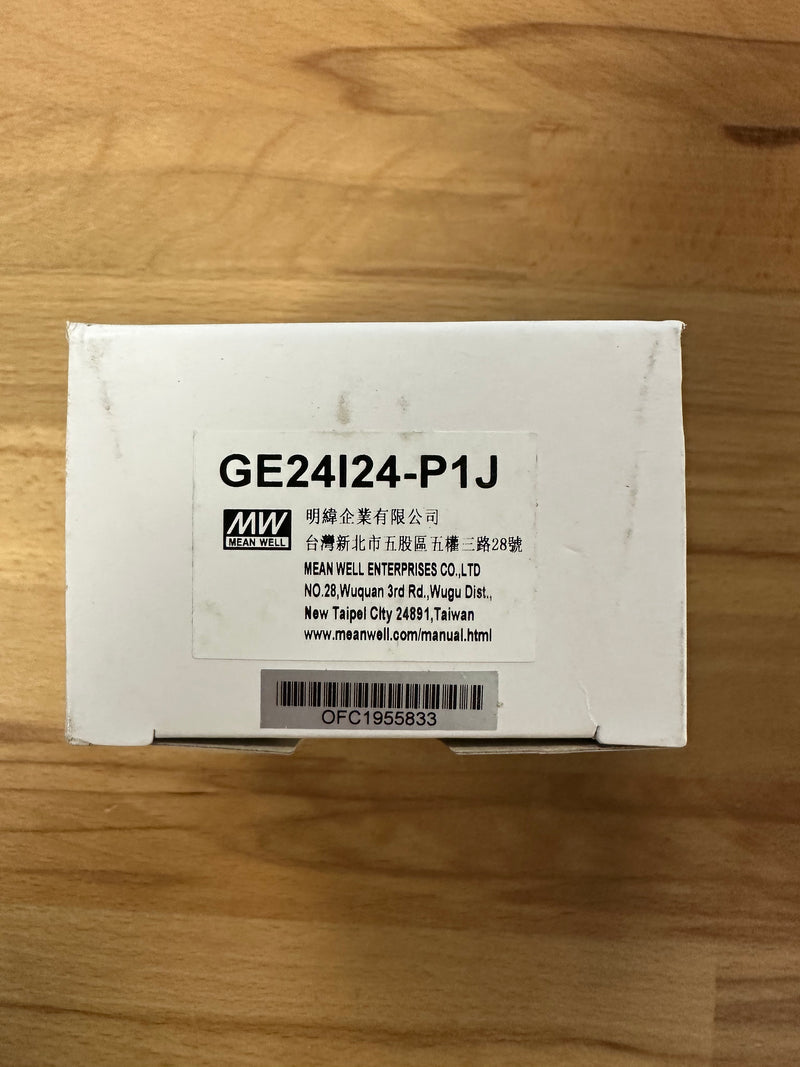 GE24I24-P1J
MW
MEAN WELL
明緯企業有限公司
台灣新北市五股區五權三路28號
MEAN WELL ENTERPRISES CO.,LTD
NO.28,Wuquan 3rd Rd.,Wugu Dist.,
New Taipei City 24891,Taiwan
www.meanwell.com/manual.html
OFC1955833